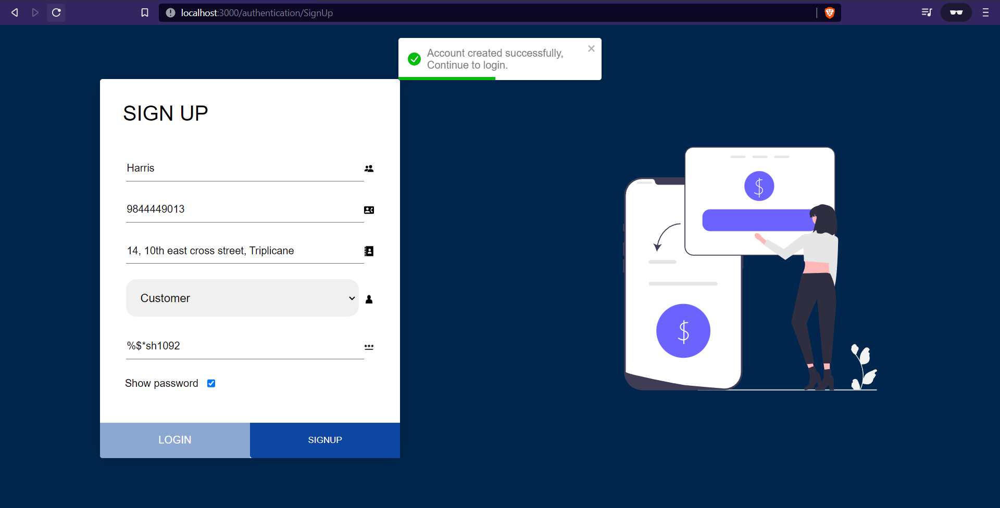 localhost:3000/authentication/SignUp
Account created successfully,
Continue to login.
SIGN UP
Harris
9844449013
14, 10th east cross street, Triplicane
Customer
%$*sh1092
Show password
LOGIN
SIGNUP
$
$